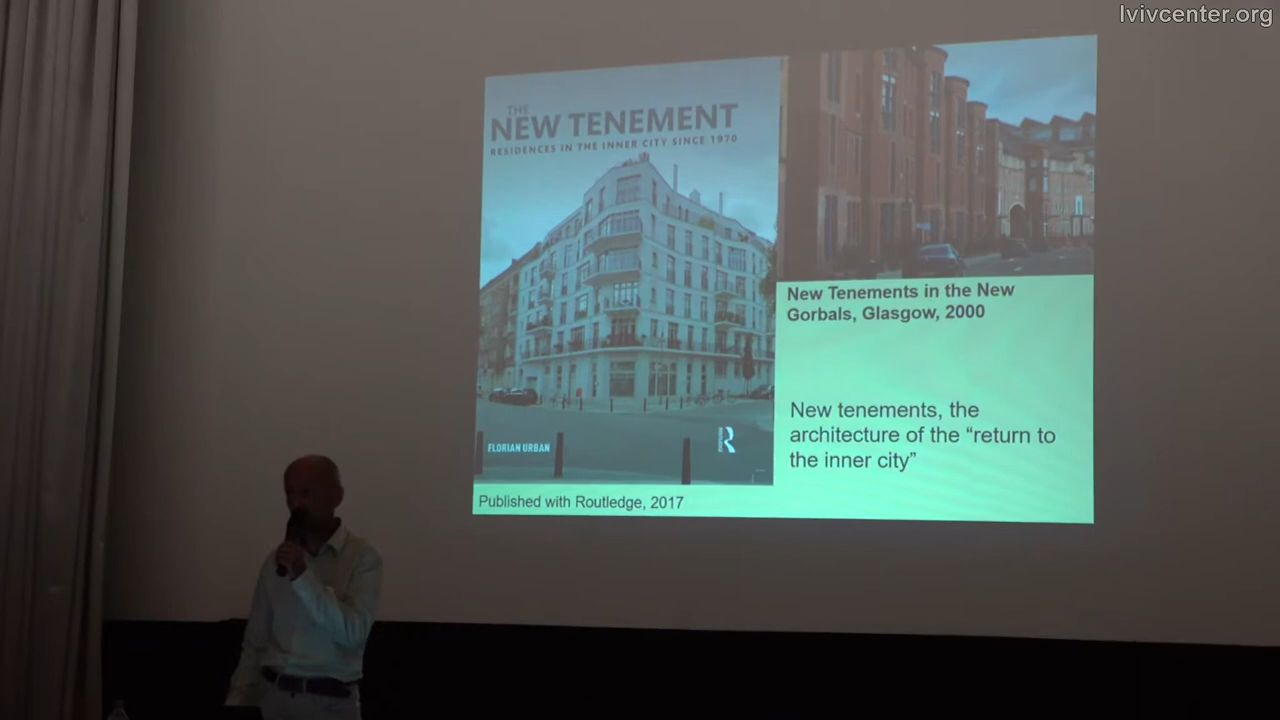 lvivcenter.org
THE
NEW TENEMENT
RESIDENCES IN THE INNER CITY SINCE 1970
FLORIAN URBAN
R
Published with Routledge, 2017
New Tenements in the New
Gorbals, Glasgow, 2000
New tenements, the
architecture of the “return to
the inner city”